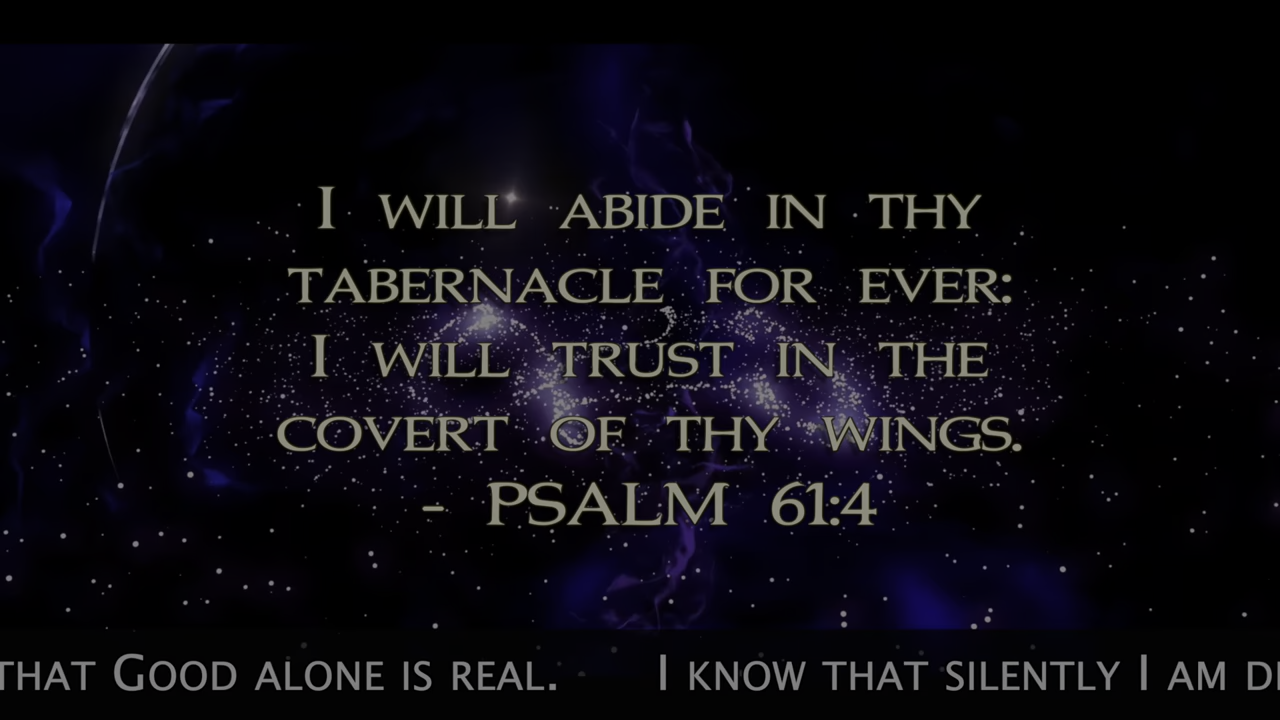 I WILL ABIDE IN THY
TABERNACLE FOR EVER:
I WILL TRUST IN THE
COVERT OF THY WINGS.
- PSALM 61:4
THAT GOOD ALONE IS REAL. I KNOW THAT SILENTLY I AM